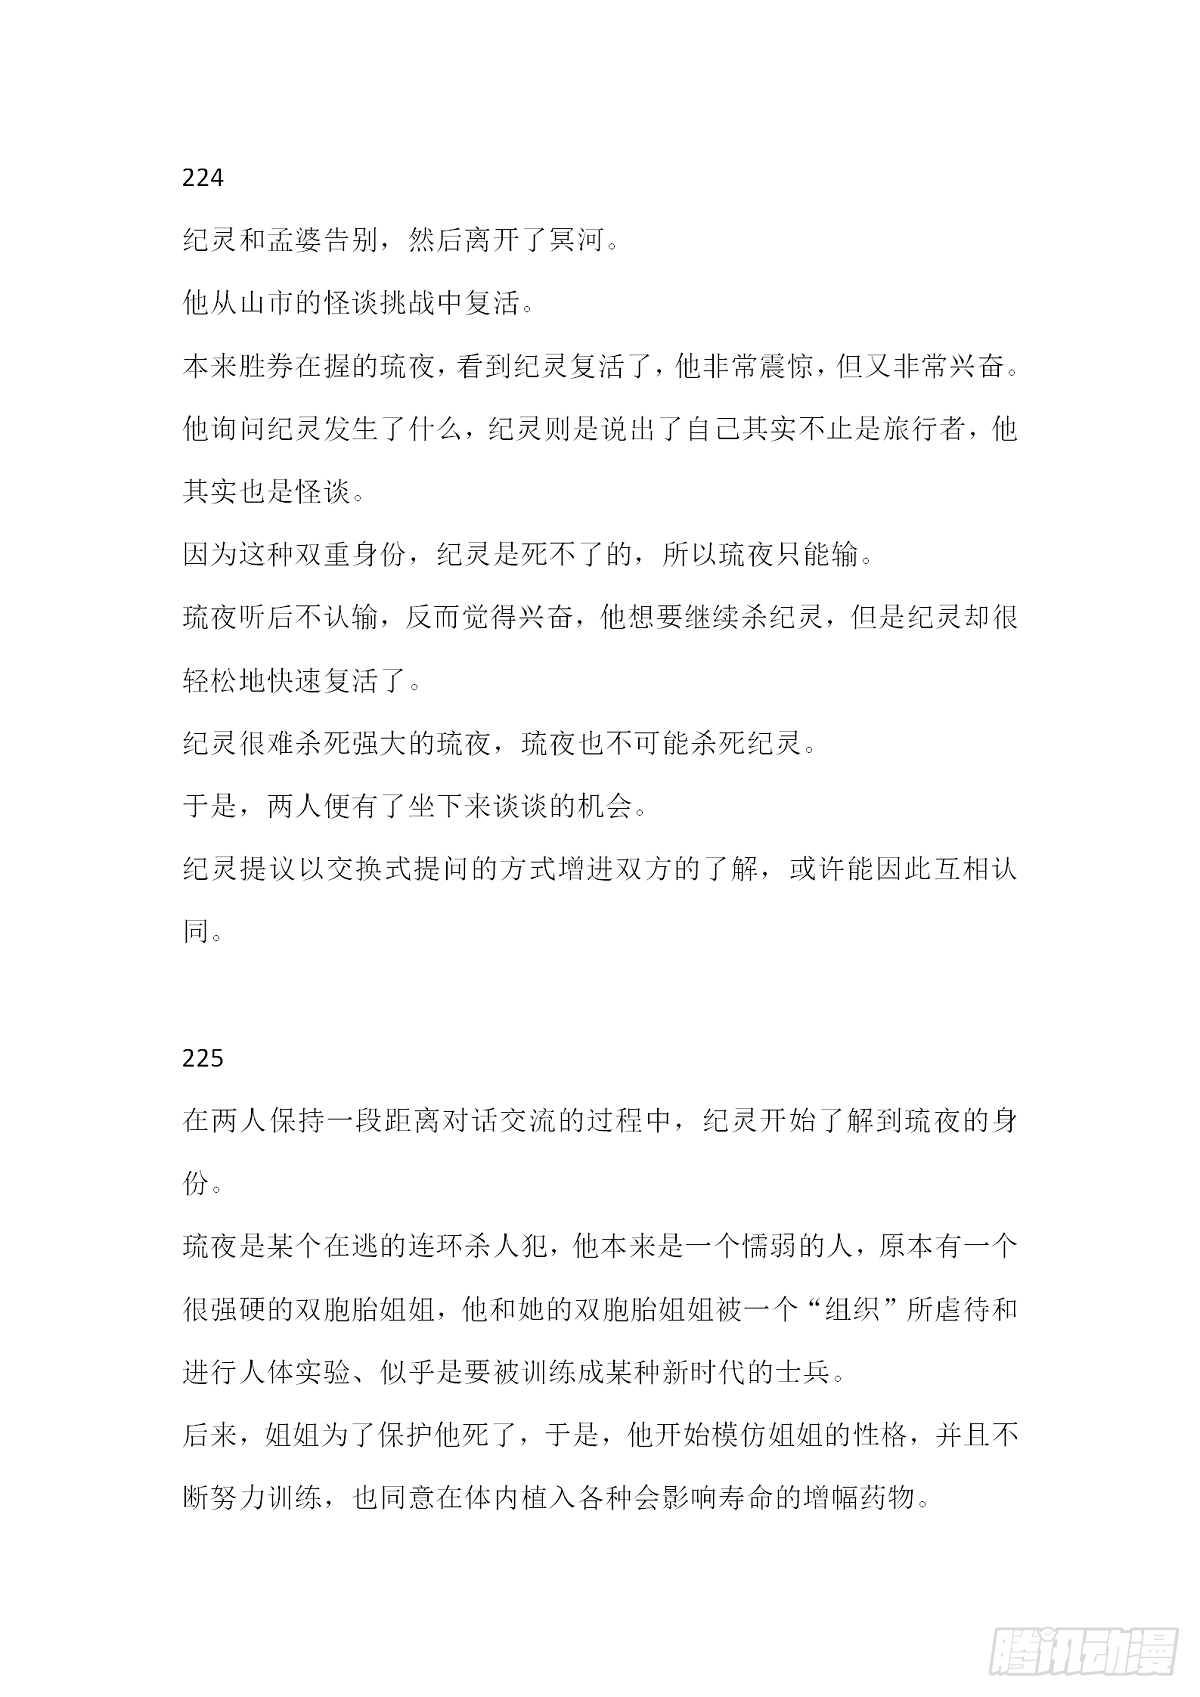 224
纪灵和孟婆告别，然后离开了冥河。
他从山市的怪谈挑战中复活。
本来胜券在握的琉夜，看到纪灵复活了，他非常震惊，但又非常兴奋。
他询问纪灵发生了什么，纪灵则是说出了自己其实不止是旅行者，他
其实也是怪谈。
因为这种双重身份，纪灵是死不了的，所以琉夜只能输。
琉夜听后不认输，反而觉得兴奋，他想要继续杀纪灵，但是纪灵却很
轻松地快速复活了。
纪灵很难杀死强大的琉夜，琉夜也不可能杀死纪灵。
于是，两人便有了坐下来谈谈的机会。
纪灵提议以交换式提问的方式增进双方的了解，或许能因此互相认
同。
225
在两人保持一段距离对话交流的过程中，纪灵开始了解到琉夜的身
份。
琉夜是某个在逃的连环杀人犯，他本来是一个懦弱的人，原本有一个
很强硬的双胞胎姐姐，他和她的双胞胎姐姐被一个“组织”所虐待和
进行人体实验、似乎是要被训练成某种新时代的士兵。
后来，姐姐为了保护他死了，于是，他开始模仿姐姐的性格，并且不
断努力训练，也同意在体内植入各种会影响寿命的增幅药物。
腾讯动漫